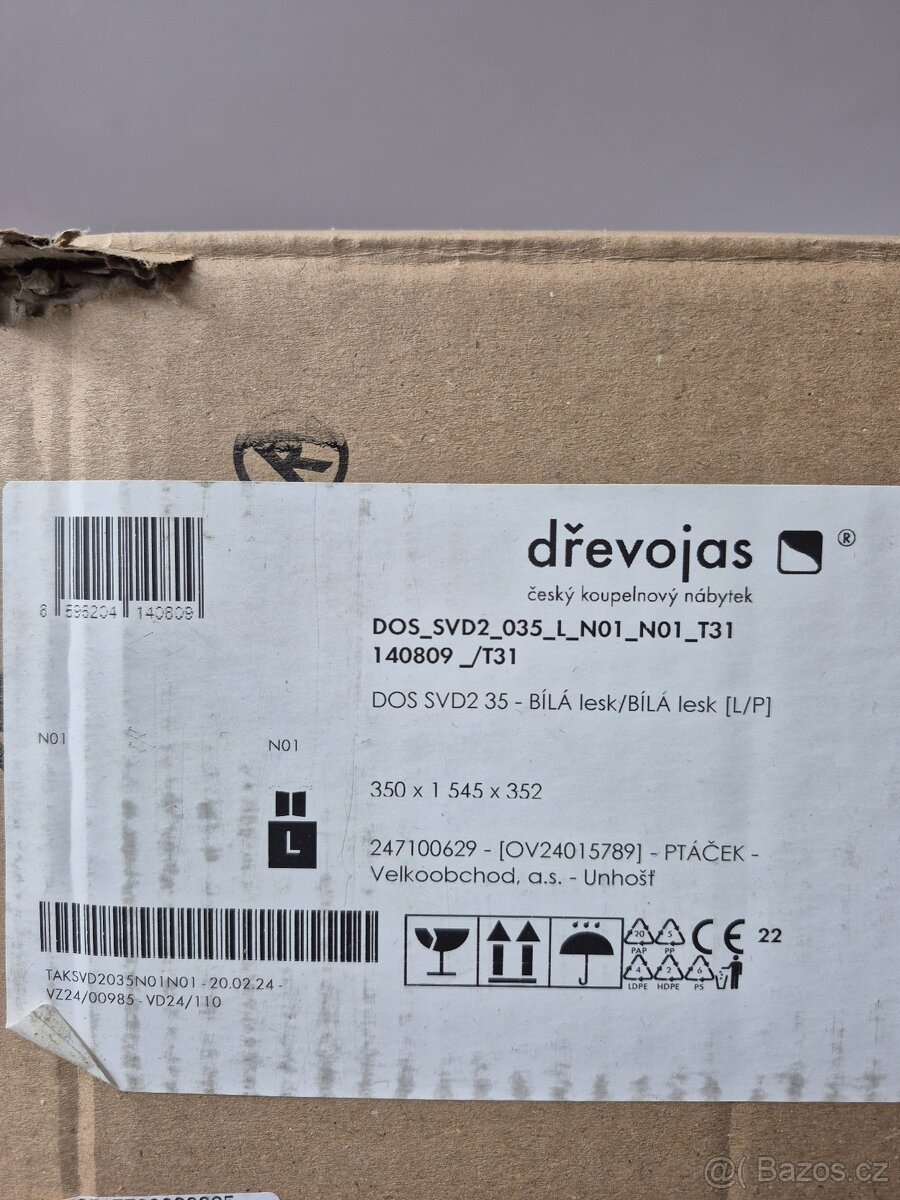 dřevojas ®
český koupelnový nábytek
8 595204 140809
DOS_SVD2_035_L_N01_N01_T31
140809 _/T31
DOS SVD2 35 - BÍLÁ lesk/BÍLÁ lesk [L/P]
N01
N01
350 x 1 545 x 352
L
247100629 - [OV24015789] - PTÁČEK -
Velkoobchod, a.s. - Unhošť
20 5
PAP PP
CE 22
4 2 6
LDPE HDPE PS
TAKSVD2035N01N01 - 20.02.24 -
VZ24/00985 - VD24/110
@( Bazos.cz